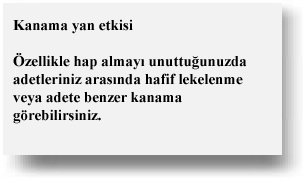 Kanama yan etkisi
Özellikle hap almayı unuttuğunuzda
adetleriniz arasında hafif lekelenme
veya adete benzer kanama
görebilirsiniz.